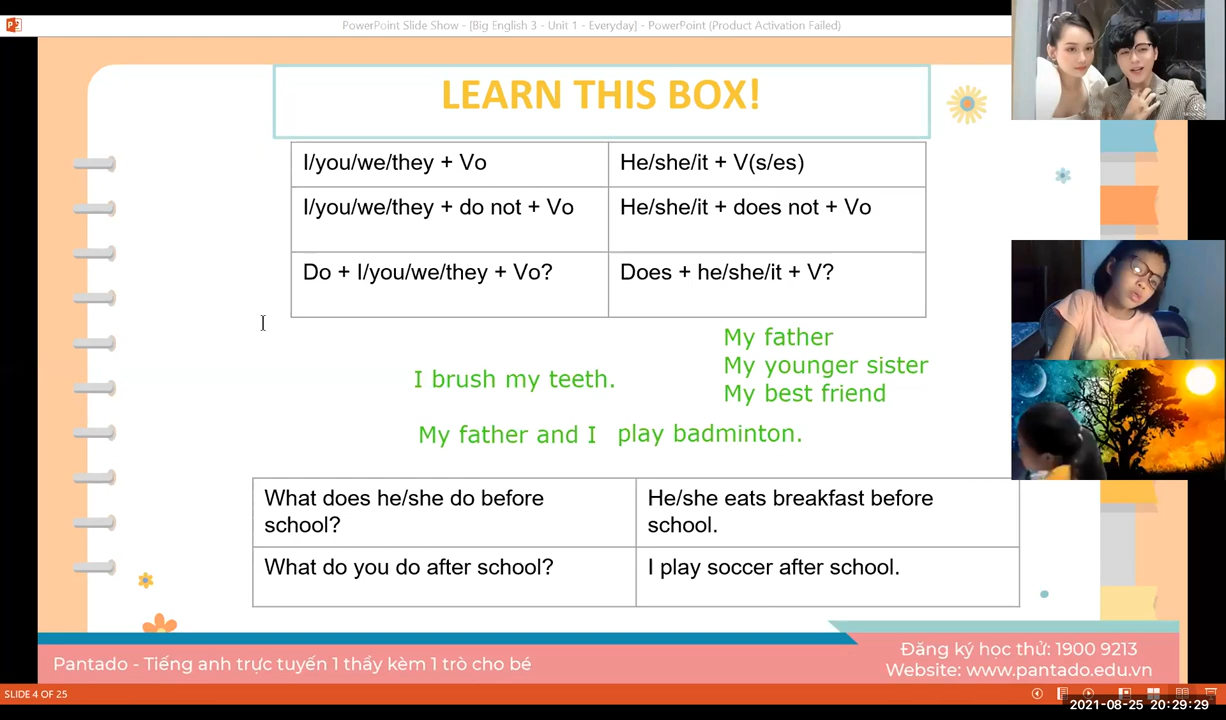 PowerPoint Slide Show - [Big English 3 - Unit 1 - Everyday] - PowerPoint (Product Activation Failed)
LEARN THIS BOX!
I/you/we/they + Vo
He/she/it + V(s/es)
I/you/we/they + do not + Vo
He/she/it + does not + Vo
Do + I/you/we/they + Vo?
Does + he/she/it + V?
My father
My younger sister
My best friend
I brush my teeth.
My father and I play badminton.
What does he/she do before
school?
He/she eats breakfast before
school.
What do you do after school?
I play soccer after school.
Pantado - Tiếng anh trực tuyến 1 thầy kèm 1 trò cho bé
Đăng ký học thử: 1900 9213
Website: www.pantado.edu.vn
SLIDE 4 OF 25
2021-08-25 20:29:29